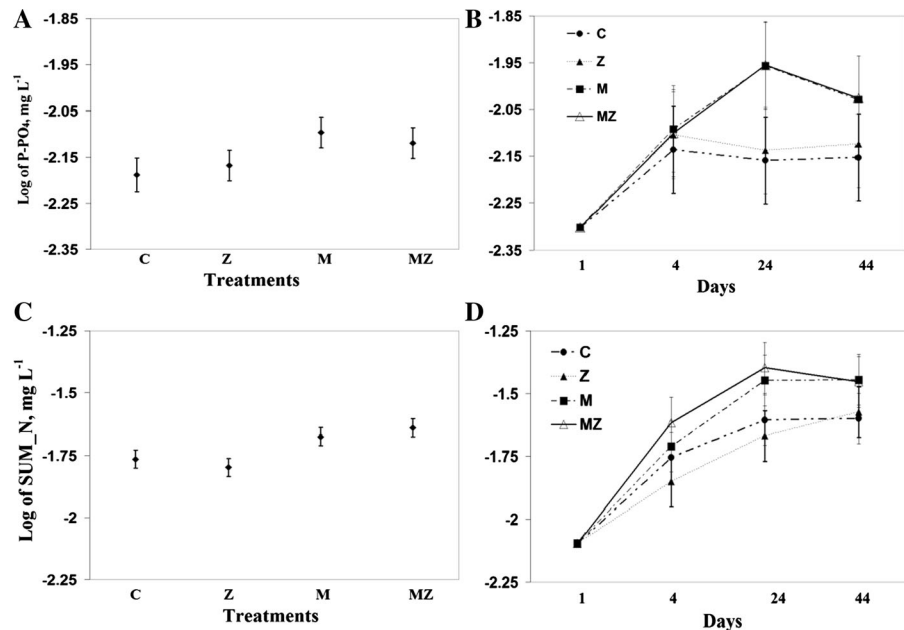 A
-1.85
-1.95
-2.05
-2.15
-2.25
-2.35
Log of P-PO₄, mg L⁻¹
C Z M MZ
Treatments
B
-1.85
-1.95
-2.05
-2.15
-2.25
-2.35
C
Z
M
MZ
1 4 24 44
Days
C
-1.25
-1.5
-1.75
-2
-2.25
Log of SUM_N, mg L⁻¹
C Z M MZ
Treatments
D
-1.25
-1.5
-1.75
-2
-2.25
C
Z
M
MZ
1 4 24 44
Days